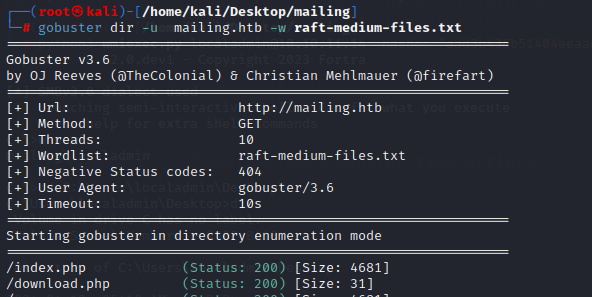 (root㉿kali)-[/home/kali/Desktop/mailing]
# gobuster dir -u mailing.htb -w raft-medium-files.txt
Gobuster v3.6
by OJ Reeves (@TheColonial) & Christian Mehlmauer (@firefart)
[+] Url: http://mailing.htb
[+] Method: GET
[+] Threads: 10
[+] Wordlist: raft-medium-files.txt
[+] Negative Status codes: 404
[+] User Agent: gobuster/3.6
[+] Timeout: 10s
Starting gobuster in directory enumeration mode
/index.php (Status: 200) [Size: 4681]
/download.php (Status: 200) [Size: 31]